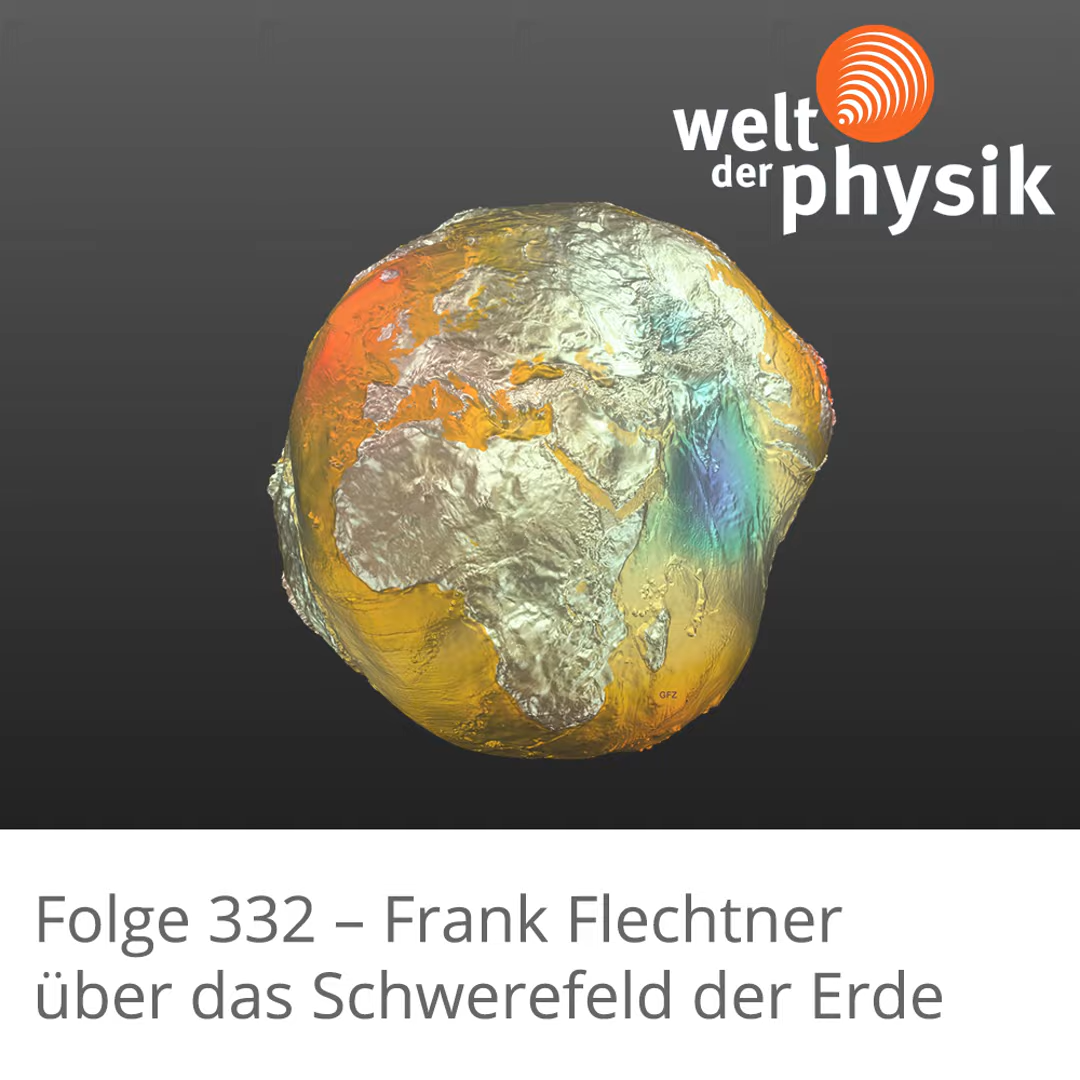 welt
der physik
GFZ
Folge 332 – Frank Flechtner
über das Schwerefeld der Erde